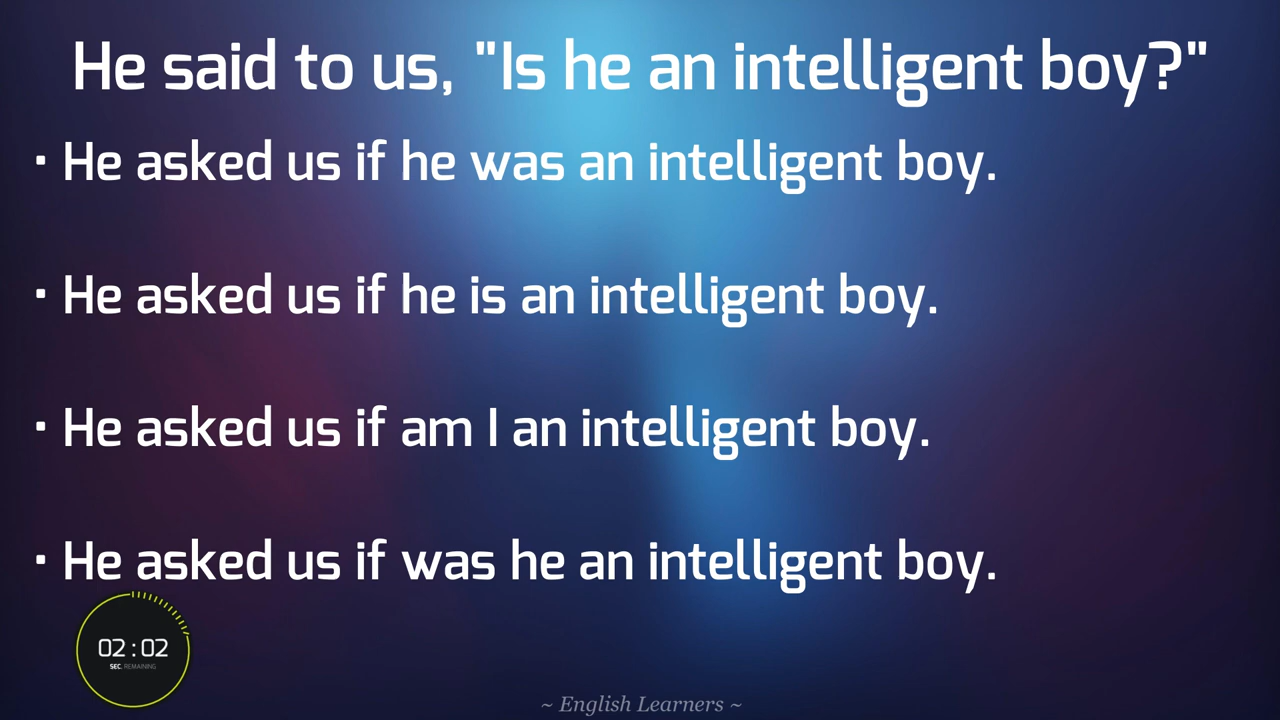 He said to us, "Is he an intelligent boy?"
▪ He asked us if he was an intelligent boy.
▪ He asked us if he is an intelligent boy.
▪ He asked us if am I an intelligent boy.
▪ He asked us if was he an intelligent boy.
02:02
SEC. REMAINING
~ English Learners ~